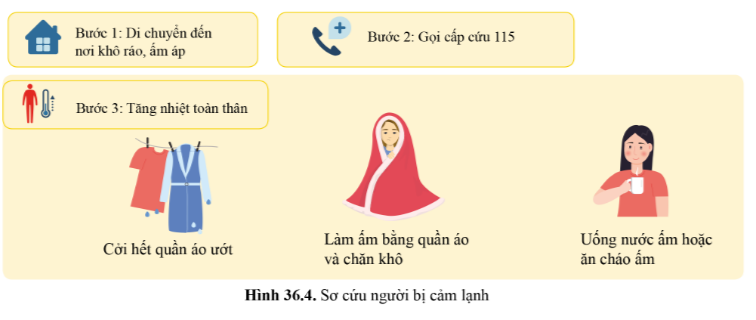 Bước 1: Di chuyển đến
nơi khô ráo, ấm áp
Bước 2: Gọi cấp cứu 115
Bước 3: Tăng nhiệt toàn thân
Cởi hết quần áo ướt
Làm ấm bằng quần áo
và chăn khô
Uống nước ấm hoặc
ăn cháo ấm
Hình 36.4. Sơ cứu người bị cảm lạnh